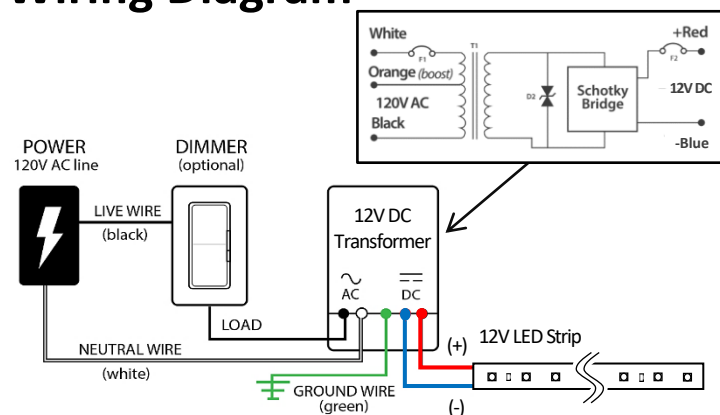 Wiring Diagram
White
F1
T1
Orange (boost)
120V AC
Black
D2
Schotky
Bridge
+Red
F2
12V DC
-Blue
POWER
120V AC line
DIMMER
(optional)
LIVE WIRE
(black)
12V DC
Transformer
AC
DC
LOAD
NEUTRAL WIRE
(white)
GROUND WIRE
(green)
(+)
12V LED Strip
(-)